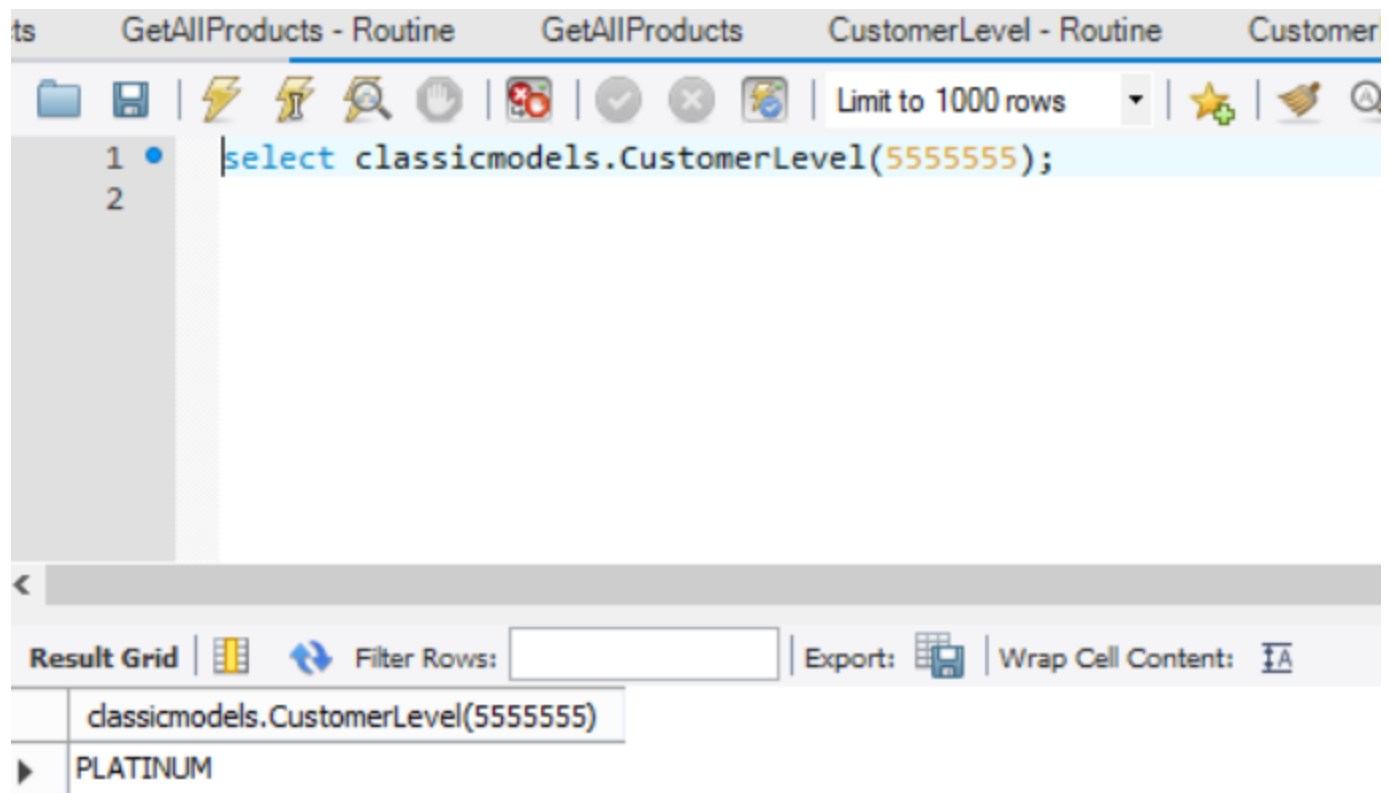 ts GetAllProducts - Routine GetAllProducts CustomerLevel - Routine Customer
Limit to 1000 rows
1 select classicmodels.CustomerLevel(5555555);
2
Result Grid Filter Rows: Export: Wrap Cell Content: IA
classicmodels.CustomerLevel(5555555)
PLATINUM